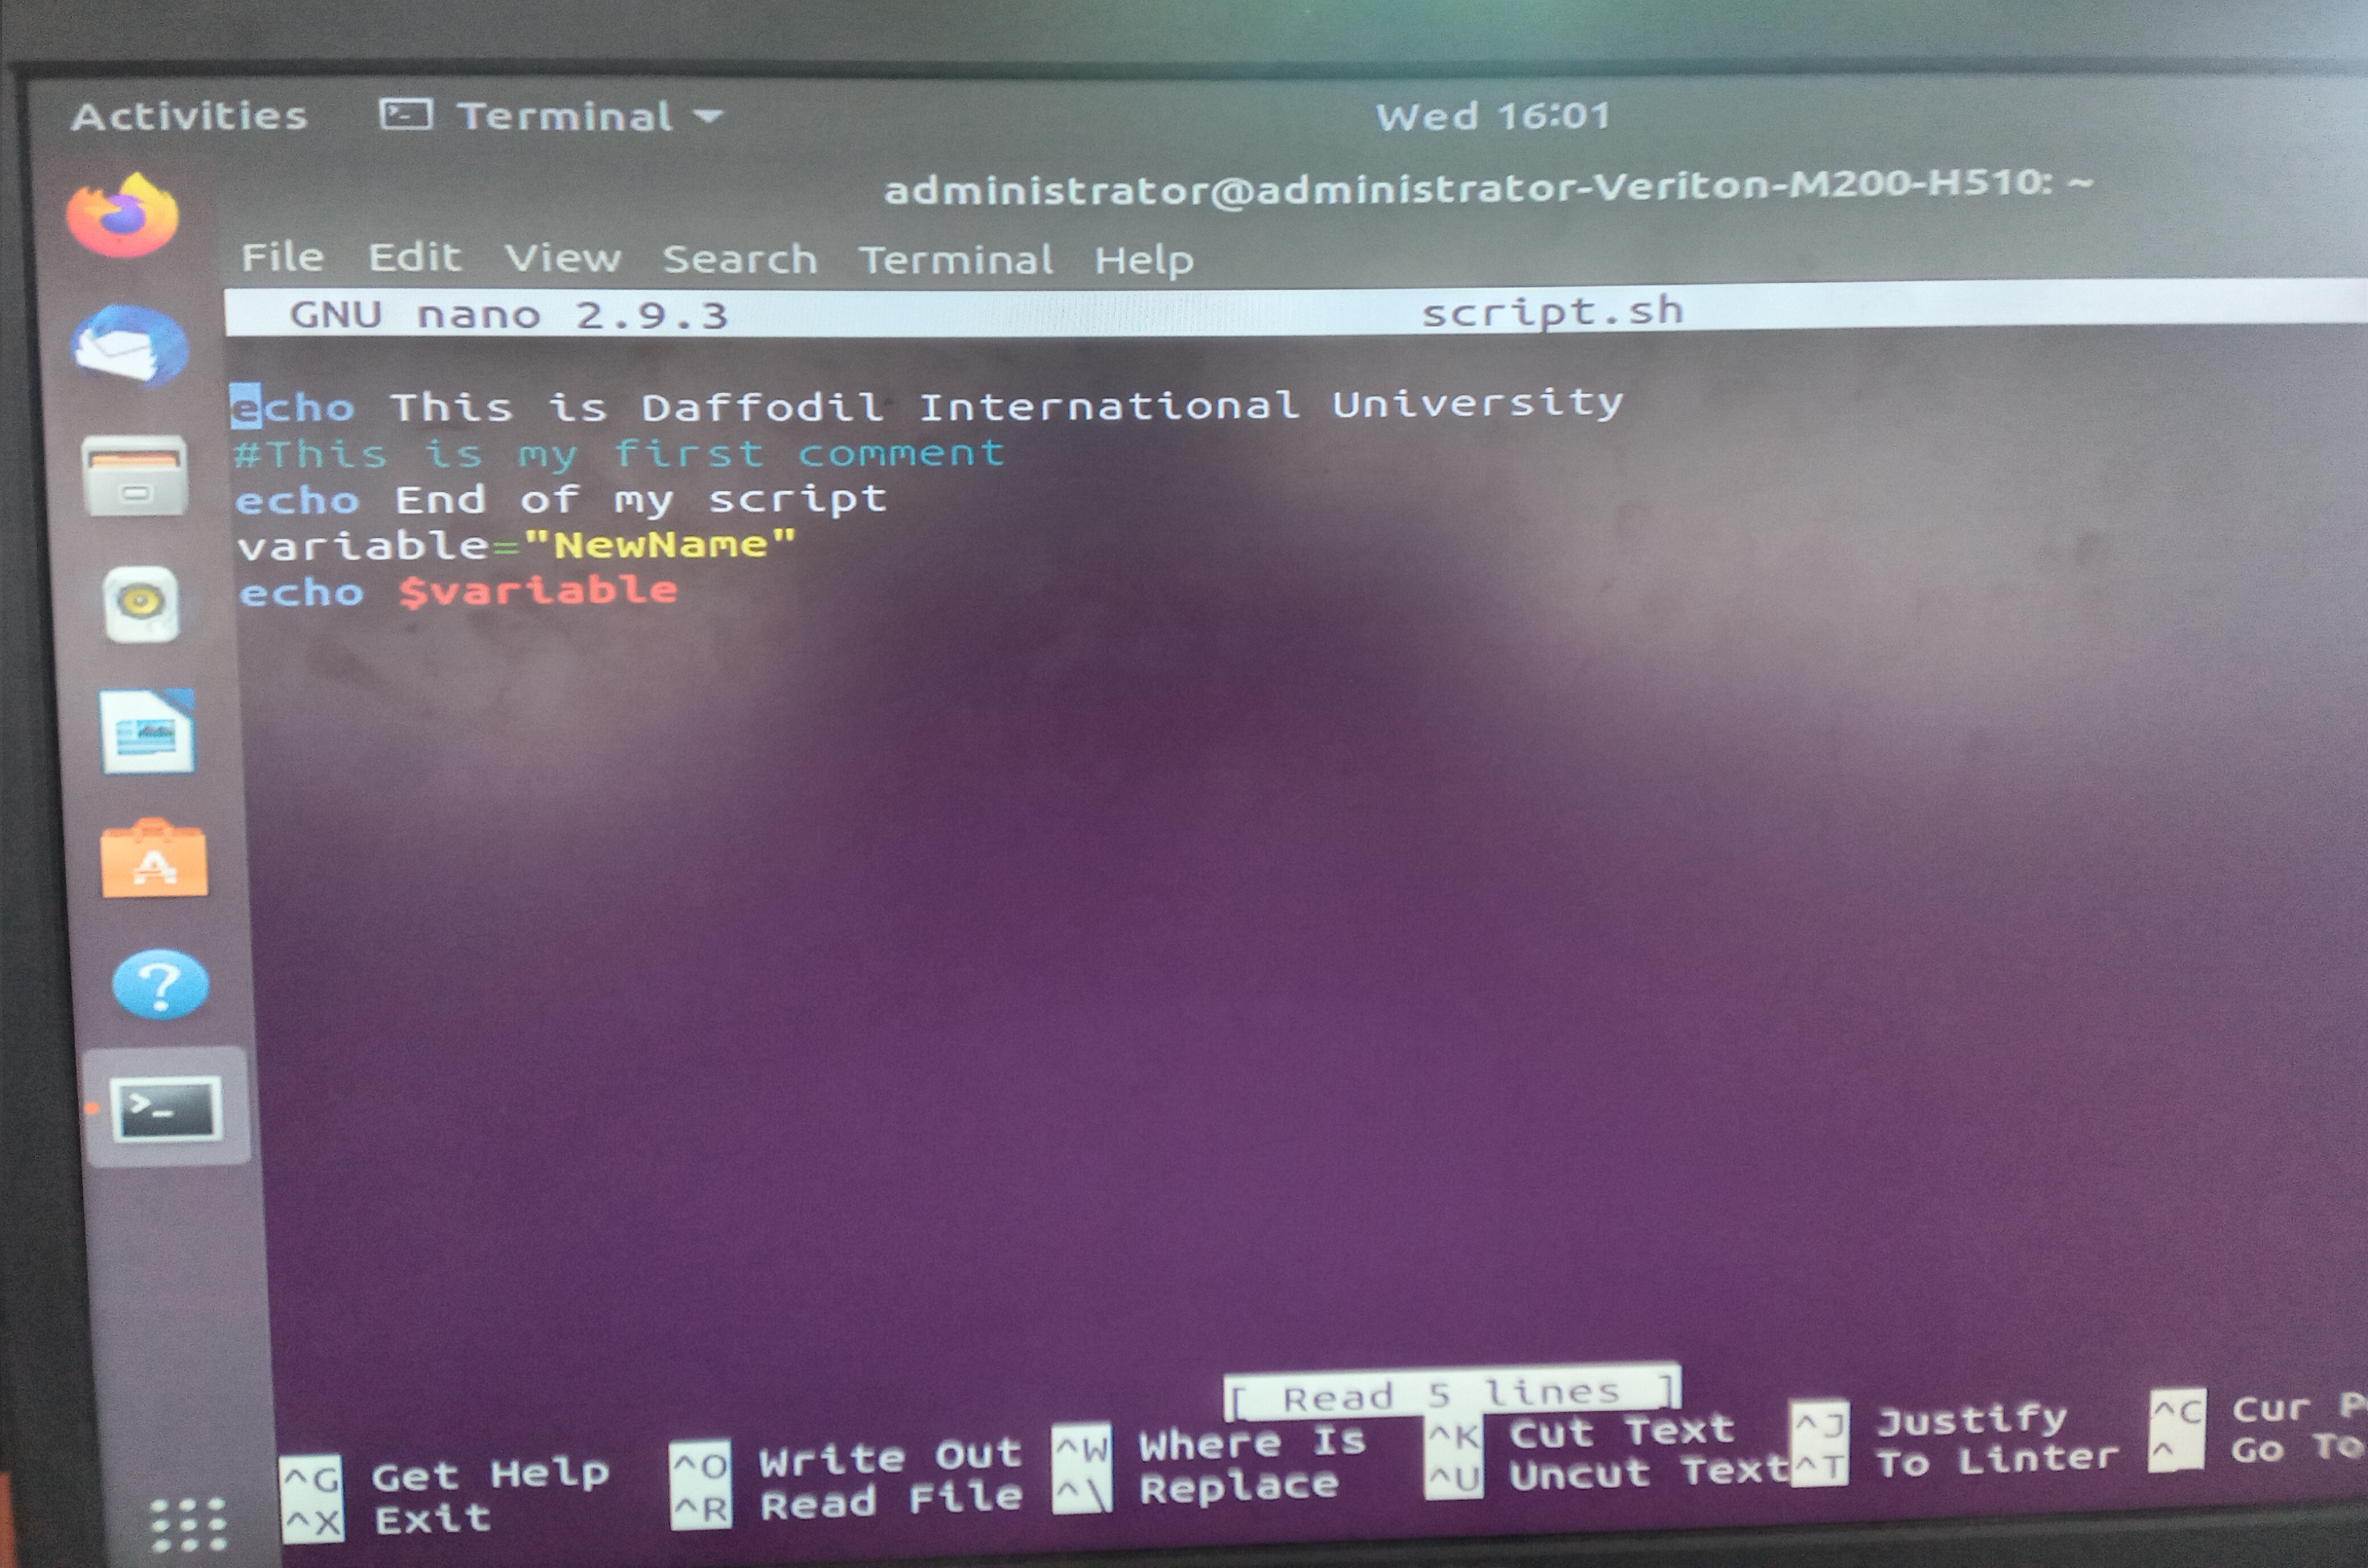 Activities Terminal Wed 16:01
administrator@administrator-Veriton-M200-H510: ~
File Edit View Search Terminal Help
GNU nano 2.9.3 script.sh
echo This is Daffodil International University
#This is my first comment
echo End of my script
variable="NewName"
echo $variable
[ Read 5 lines ]
^G Get Help ^O Write Out ^W Where Is ^K Cut Text ^J Justify ^C Cur P
^X Exit ^R Read File ^\ Replace ^U Uncut Text ^T To Linter ^_ Go To